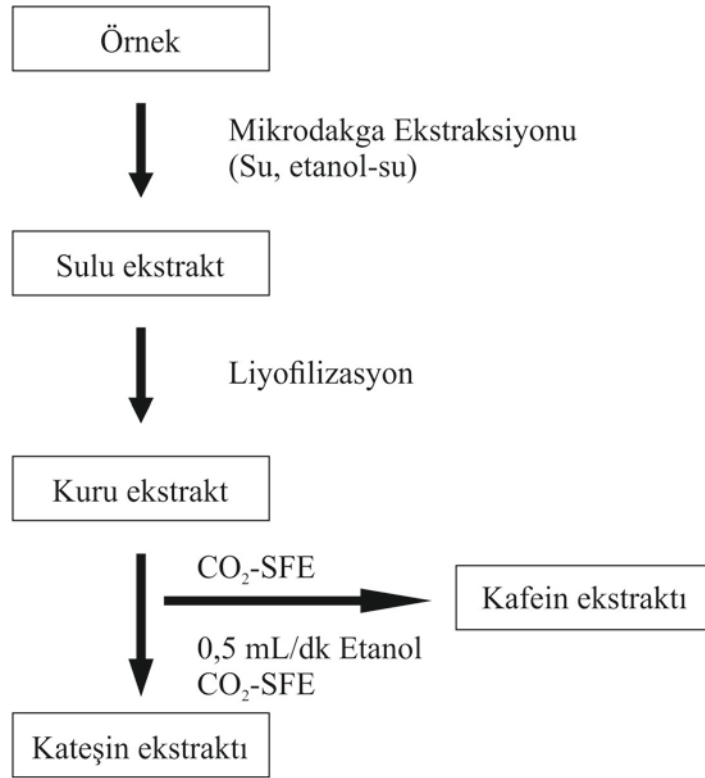 Örnek
Mikrodakga Ekstraksiyonu
(Su, etanol-su)
Sulu ekstrakt
Liyofilizasyon
Kuru ekstrakt
CO₂-SFE
Kafein ekstraktı
0,5 mL/dk Etanol
CO₂-SFE
Kateşin ekstraktı